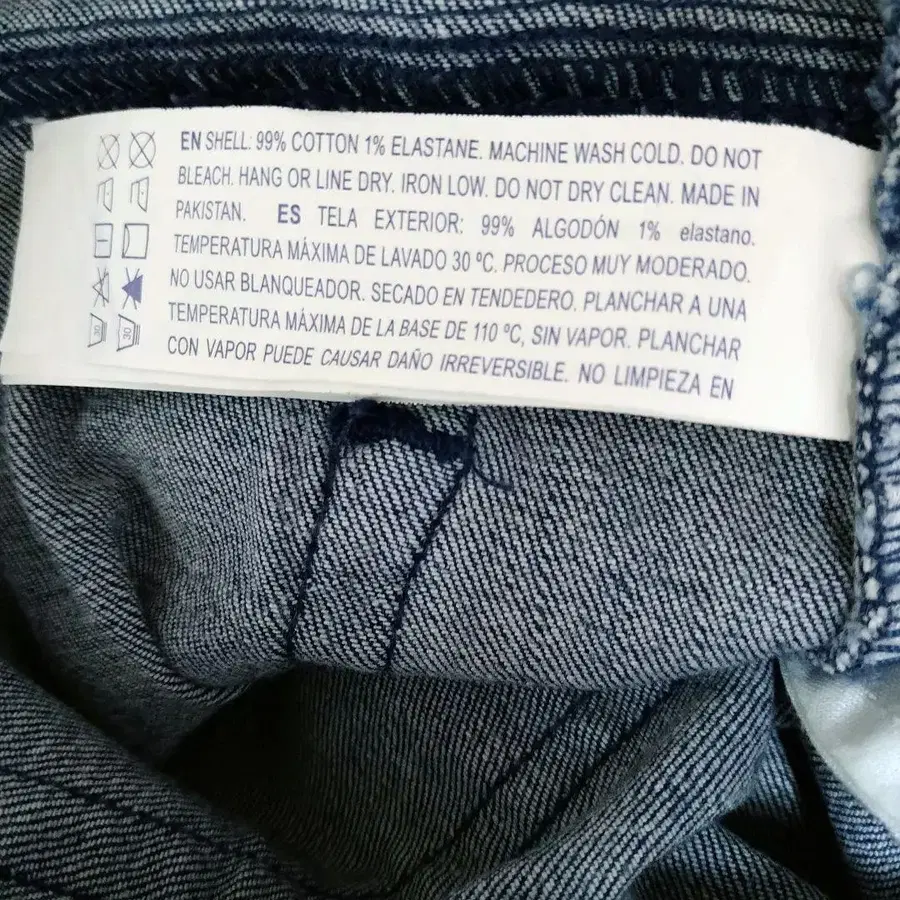 EN SHELL: 99% COTTON 1% ELASTANE. MACHINE WASH COLD. DO NOT
BLEACH. HANG OR LINE DRY. IRON LOW. DO NOT DRY CLEAN. MADE IN
PAKISTAN. ES TELA EXTERIOR: 99% ALGODÓN 1% elastano.
TEMPERATURA MÁXIMA DE LAVADO 30 ºC. PROCESO MUY MODERADO.
NO USAR BLANQUEADOR. SECADO EN TENDEDERO. PLANCHAR A UNA
TEMPERATURA MÁXIMA DE LA BASE DE 110 ºC, SIN VAPOR. PLANCHAR
CON VAPOR PUEDE CAUSAR DAÑO IRREVERSIBLE. NO LIMPIEZA EN
30 30